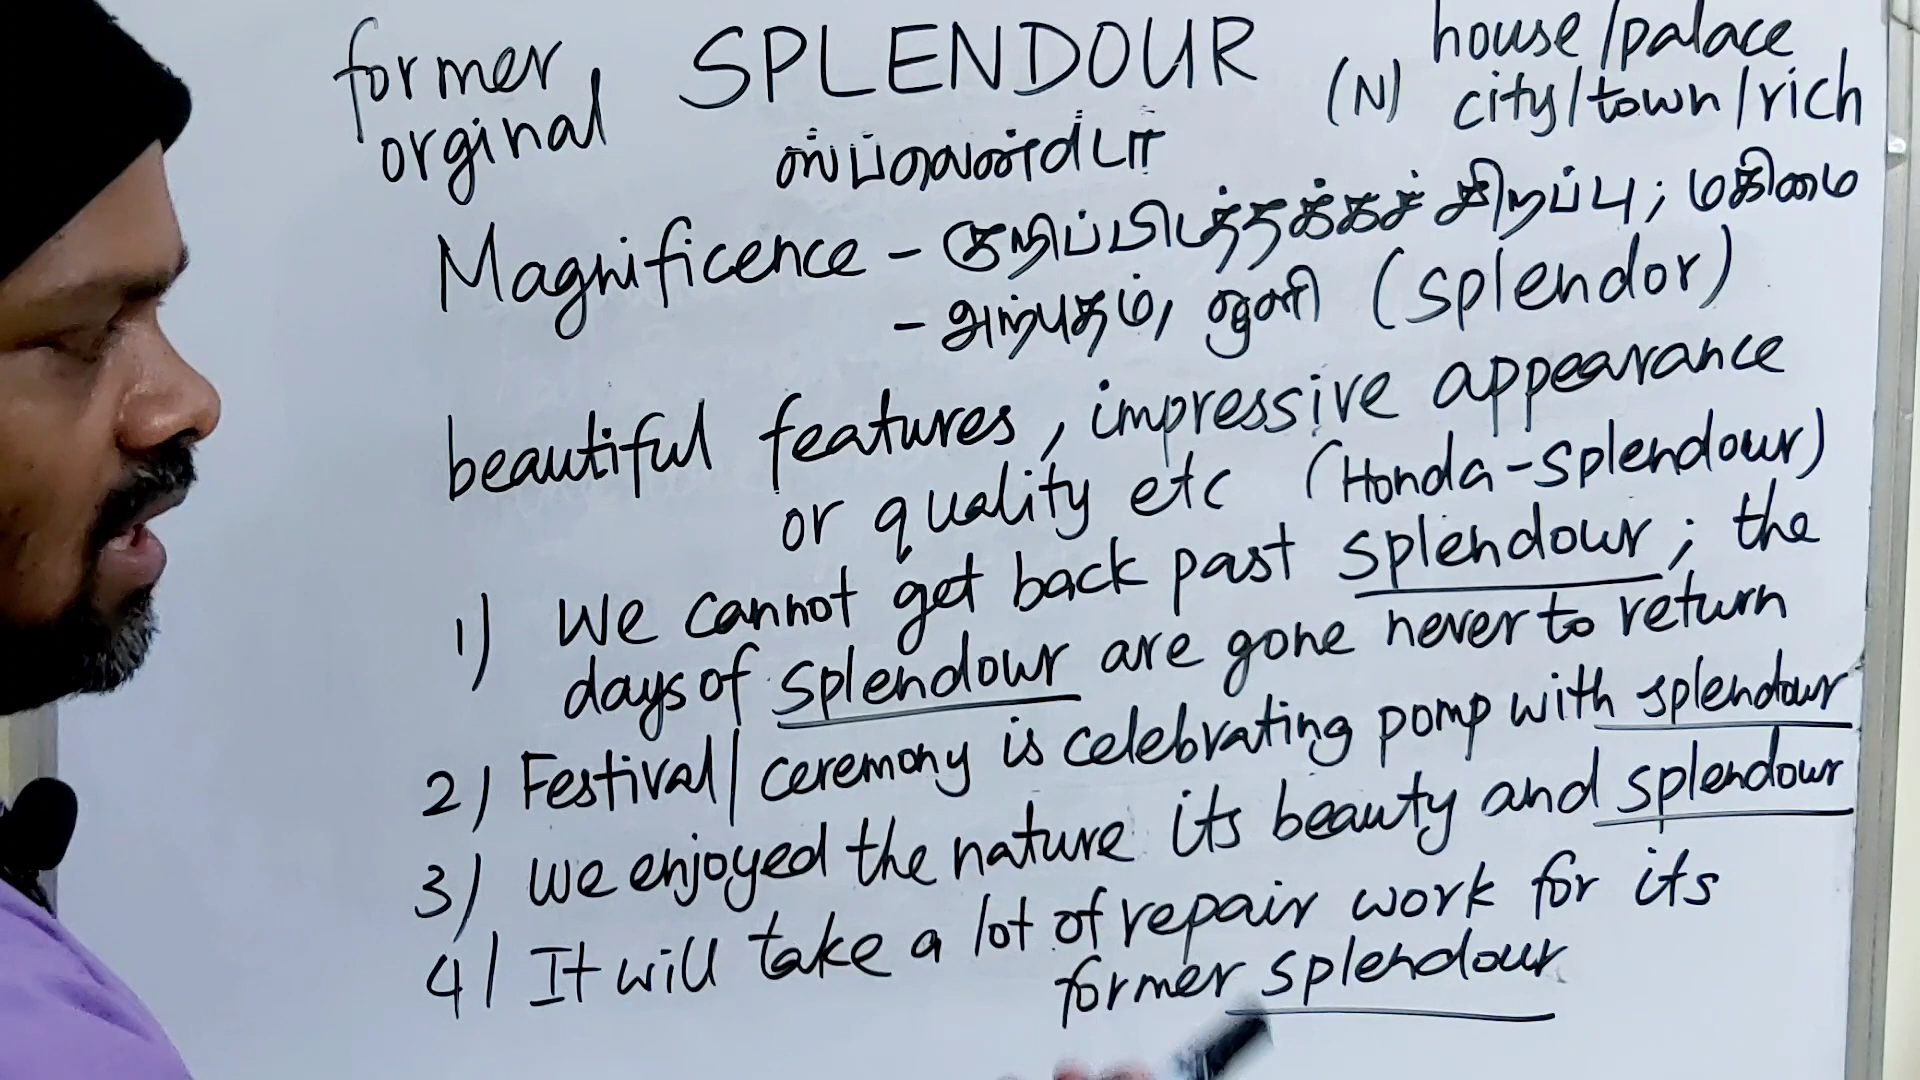 former
orginal
SPLENDOUR
(N)
house/palace
city/town/rich
ஸ்ப்லெண்டர்
Magnificence - குறிப்பிடத்தக்கச் சிறப்பு; மகிமை
- அற்புதம், ஒளி (splendor)
beautiful features, impressive appearance
or quality etc (Honda-splendour)
1) We cannot get back past splendour; the
days of splendour are gone never to return
2) Festival/ceremony is celebrating pomp with splendour
3) we enjoyed the nature its beauty and splendour
4) It will take a lot of repair work for its
former splendour